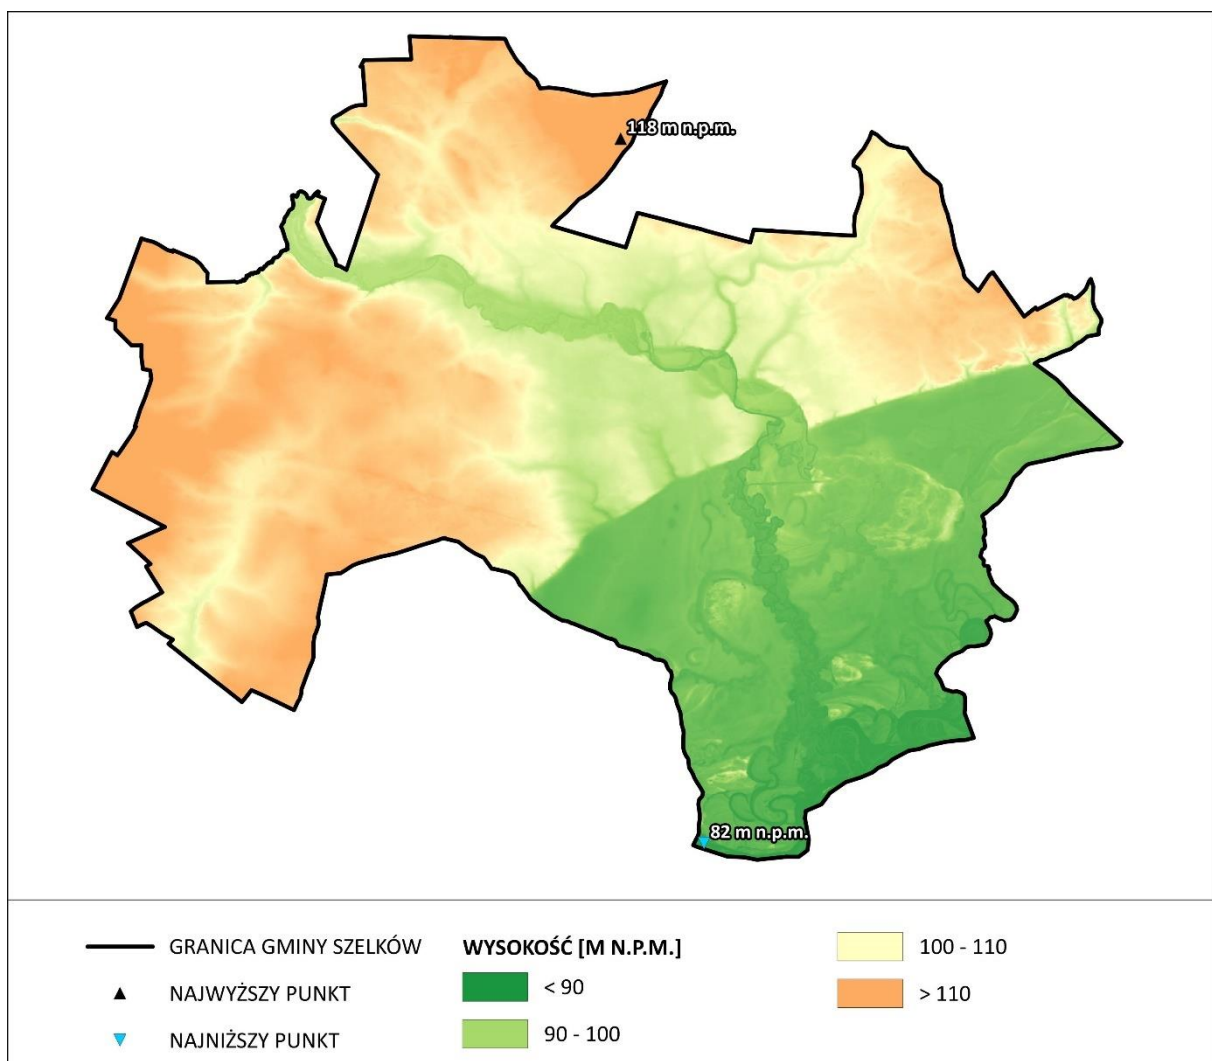 118 m n.p.m.
82 m n.p.m.
GRANICA GMINY SZELKÓW
NAJWYŻSZY PUNKT
NAJNIŻSZY PUNKT
WYSOKOŚĆ [M N.P.M.]
< 90
90 - 100
100 - 110
> 110